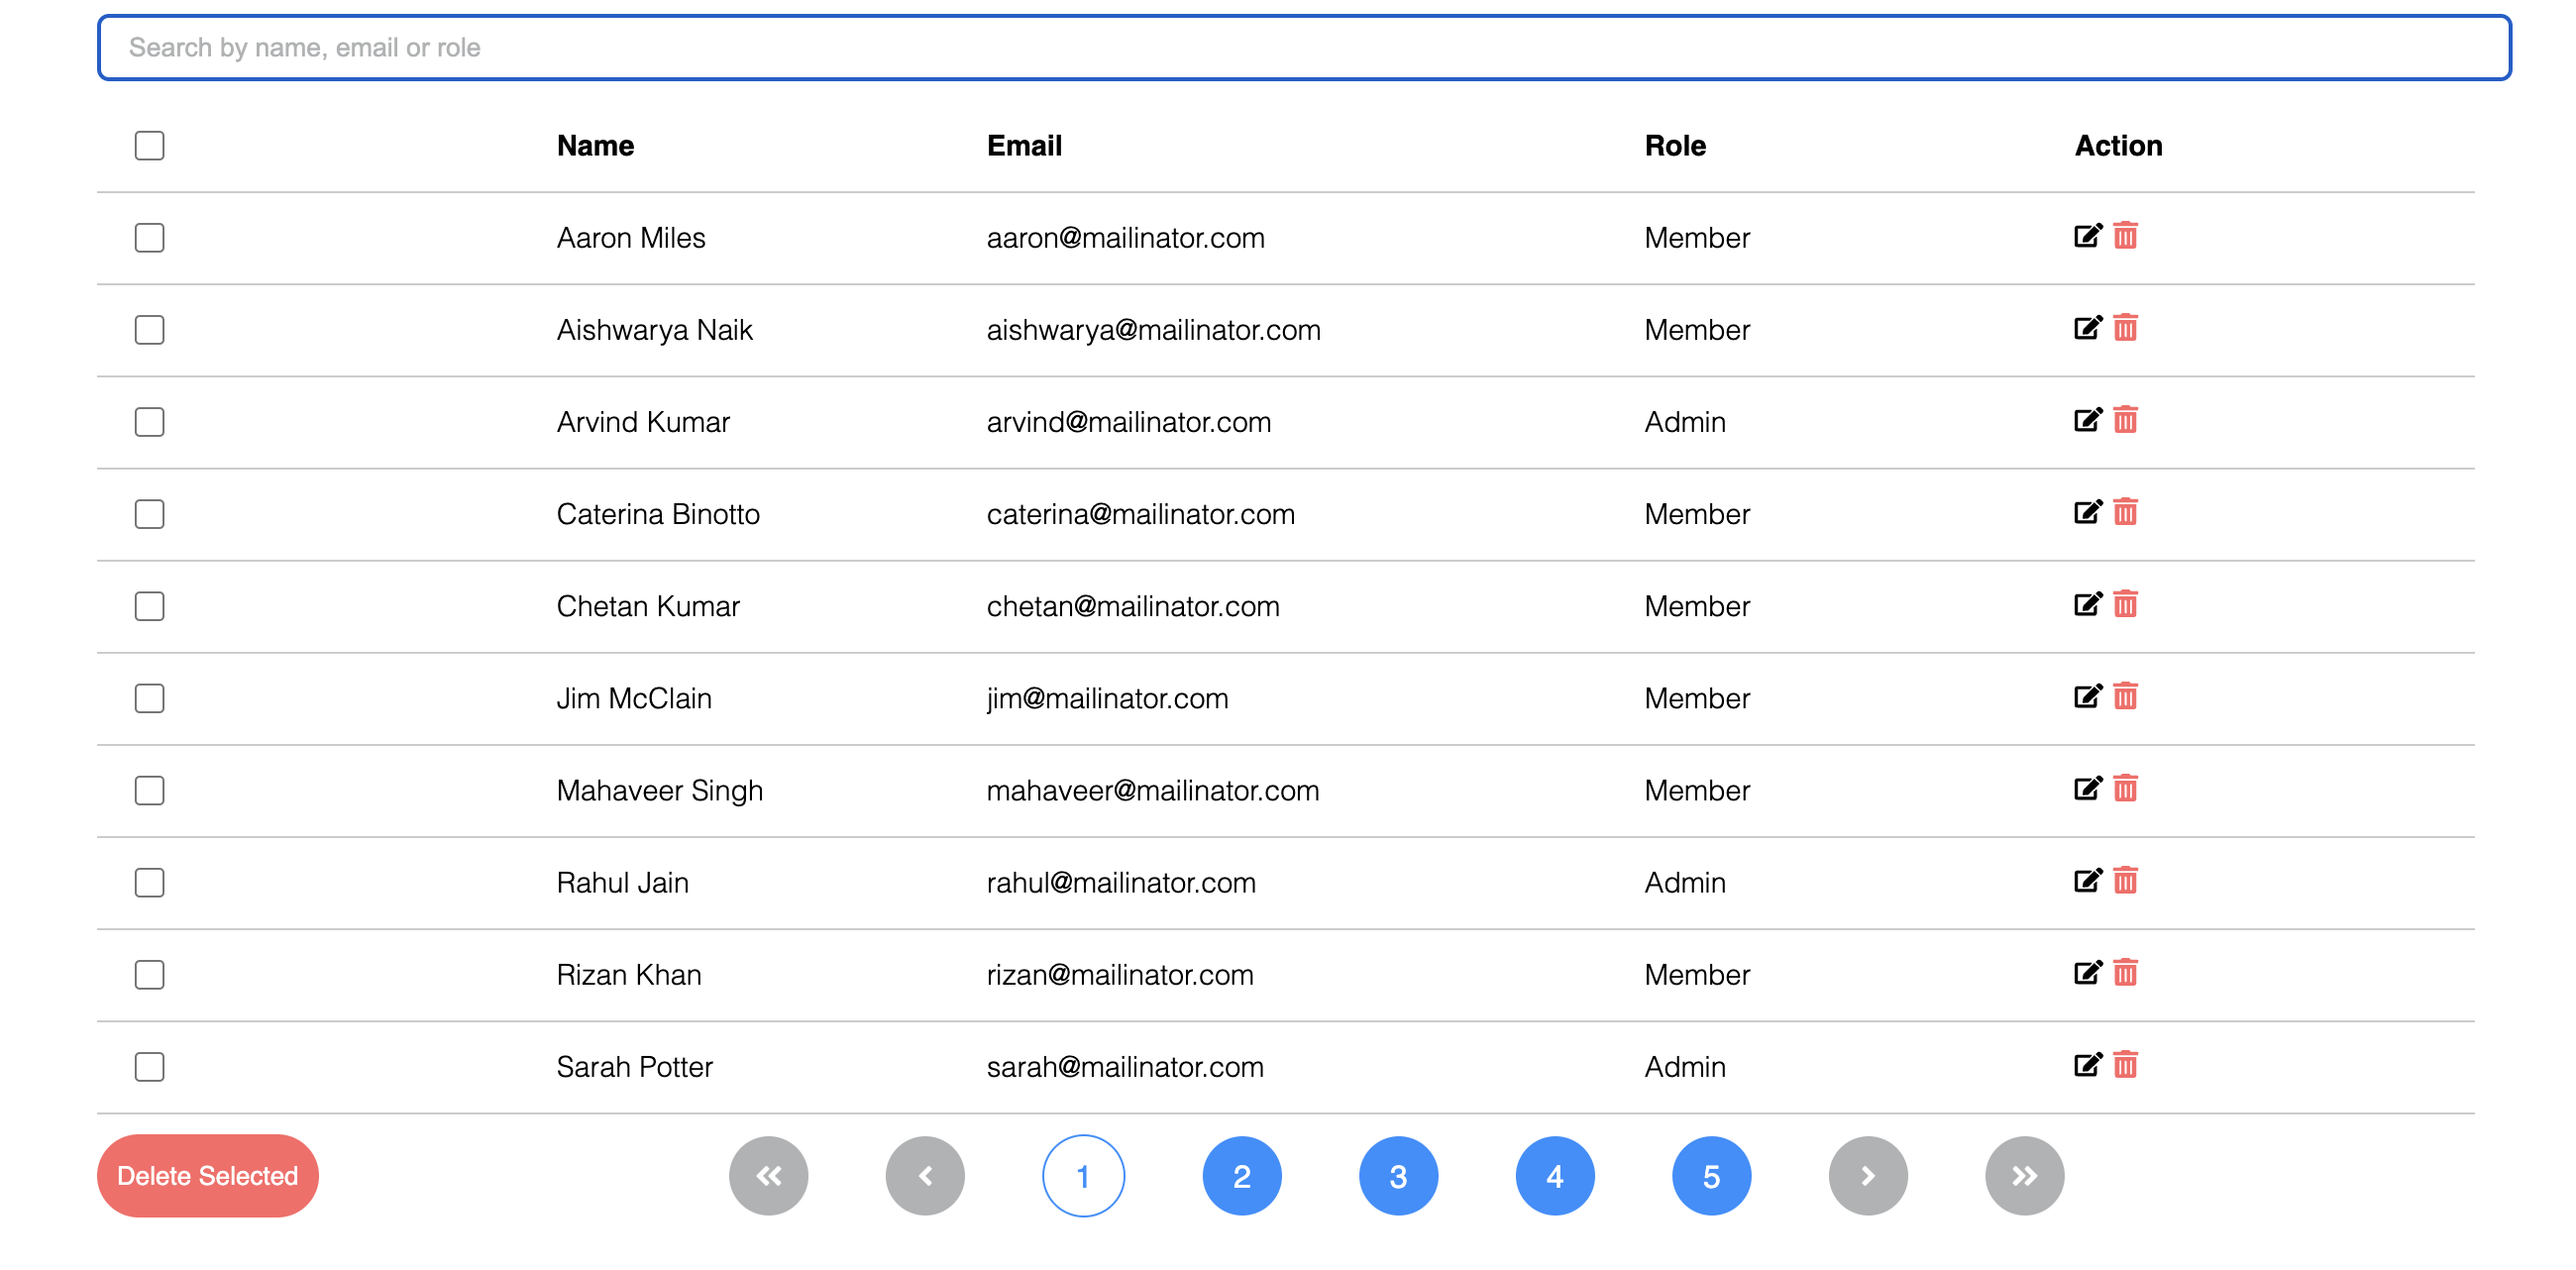 Search by name, email or role
Name Email Role Action
Aaron Miles aaron@mailinator.com Member
Aishwarya Naik aishwarya@mailinator.com Member
Arvind Kumar arvind@mailinator.com Admin
Caterina Binotto caterina@mailinator.com Member
Chetan Kumar chetan@mailinator.com Member
Jim McClain jim@mailinator.com Member
Mahaveer Singh mahaveer@mailinator.com Member
Rahul Jain rahul@mailinator.com Admin
Rizan Khan rizan@mailinator.com Member
Sarah Potter sarah@mailinator.com Admin
Delete Selected « ‹ 1 2 3 4 5 › »